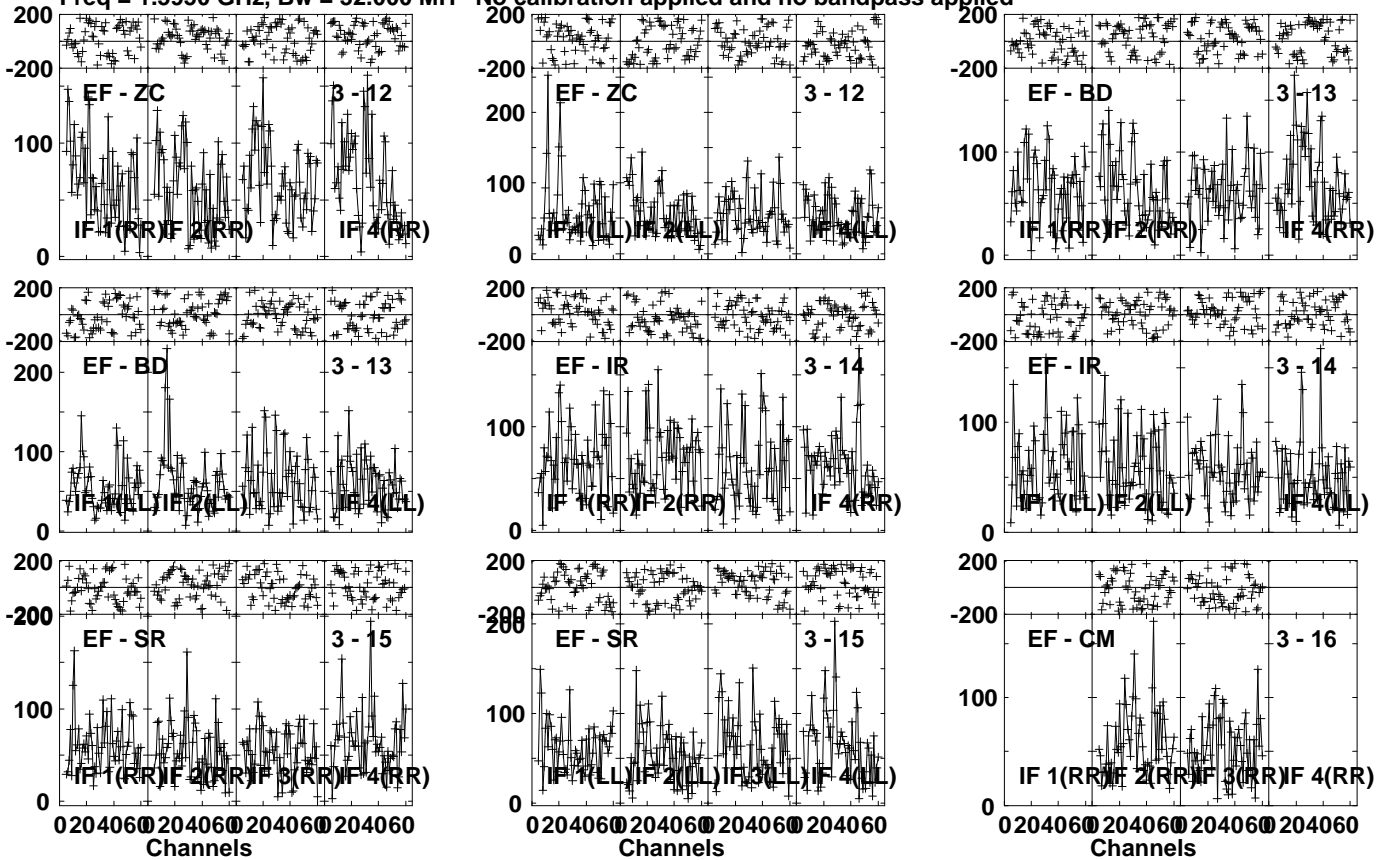 Freq = 1.5950 GHz, Bw = 32.000 MH No calibration applied and no bandpass applied
200
-200
EF - ZC 3 - 12
100
0
IF 1(RR) IF 2(RR) IF 4(RR)
EF - ZC 3 - 12
200
100
0
IF 1(LL) IF 2(LL) IF 4(LL)
200
-200
EF - BD 3 - 13
100
0
IF 1(RR) IF 2(RR) IF 4(RR)
200
-200
EF - BD 3 - 13
200
100
0
IF 1(LL) IF 2(LL) IF 4(LL)
200
-200
EF - IR 3 - 14
100
0
IF 1(RR) IF 2(RR) IF 4(RR)
200
-200
EF - IR 3 - 14
100
0
IF 1(LL) IF 2(LL) IF 4(LL)
200
-200
200
EF - SR 3 - 15
100
0
IF 1(RR) IF 2(RR) IF 3(RR) IF 4(RR)
0 20 40 60 0 20 40 60 0 20 40 60 0 20 40 60
Channels
200
-200
200
EF - SR 3 - 15
100
0
IF 1(LL) IF 2(LL) IF 3(LL) IF 4(LL)
0 20 40 60 0 20 40 60 0 20 40 60 0 20 40 60
Channels
200
-200
EF - CM 3 - 16
100
0
IF 1(RR) IF 2(RR) IF 3(RR) IF 4(RR)
0 20 40 60 0 20 40 60 0 20 40 60 0 20 40 60
Channels